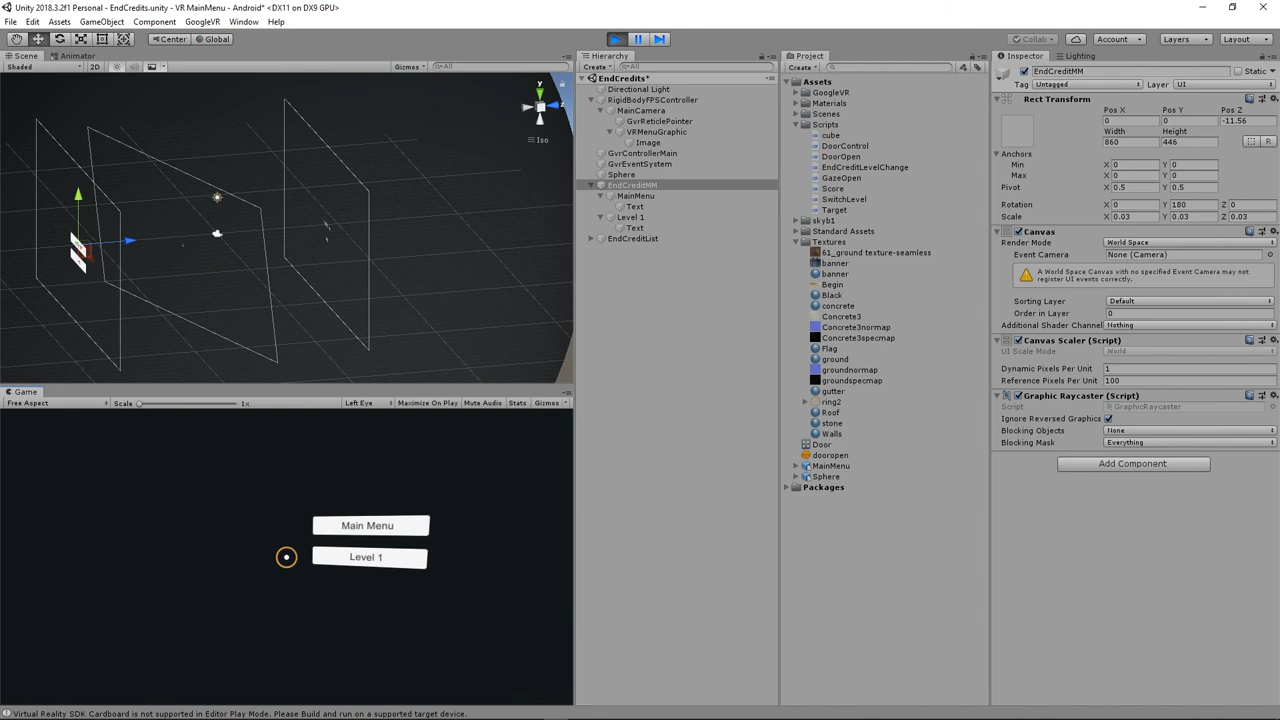 Unity 2018.3.2f1 Personal - EndCredits.unity - VR MainMenu - Android* <DX11 on DX9 GPU>
File Edit Assets GameObject Component GoogleVR Window Help
Center Global Collab Account Layers Layout
Scene Animator
Shaded 2D Gizmos All
y
z
Iso
Game
Free Aspect Scale 1x Left Eye Maximize On Play Mute Audio Stats Gizmos
Main Menu
Level 1
Hierarchy
Create All
EndCredits*
Directional Light
RigidBodyFPSController
MainCamera
GvrReticlePointer
VRMenuGraphic
Image
GvrControllerMain
GvrEventSystem
Sphere
EndCreditMM
MainMenu
Text
Level 1
Text
EndCreditList
Project
Create
Assets
GoogleVR
Materials
Scenes
Scripts
cube
DoorControl
DoorOpen
EndCreditLevelChange
GazeOpen
Score
SwitchLevel
Target
skyb1
Standard Assets
Textures
61_ground texture-seamless
banner
banner
Begin
Black
concrete
Concrete3
Concrete3normap
Concrete3specmap
Flag
ground
groundnormap
groundspecmap
gutter
ring2
Roof
stone
Walls
Door
dooropen
MainMenu
Sphere
Packages
Inspector Lighting
EndCreditMM Static
Tag Untagged Layer UI
Rect Transform
Pos X Pos Y Pos Z
0 0 -11.56
Width Height
860 446
R
Anchors
Min X 0 Y 0
Max X 0 Y 0
Pivot X 0.5 Y 0.5
Rotation X 0 Y 180 Z 0
Scale X 0.03 Y 0.03 Z 0.03
Canvas
Render Mode World Space
Event Camera None (Camera)
A World Space Canvas with no specified Event Camera may not
register UI events correctly.
Sorting Layer Default
Order in Layer 0
Additional Shader Channel Nothing
Canvas Scaler (Script)
UI Scale Mode World
Dynamic Pixels Per Unit 1
Reference Pixels Per Unit 100
Graphic Raycaster (Script)
Script GraphicRaycaster
Ignore Reversed Graphics
Blocking Objects None
Blocking Mask Everything
Add Component
Virtual Reality SDK Cardboard is not supported in Editor Play Mode. Please Build and run on a supported target device.